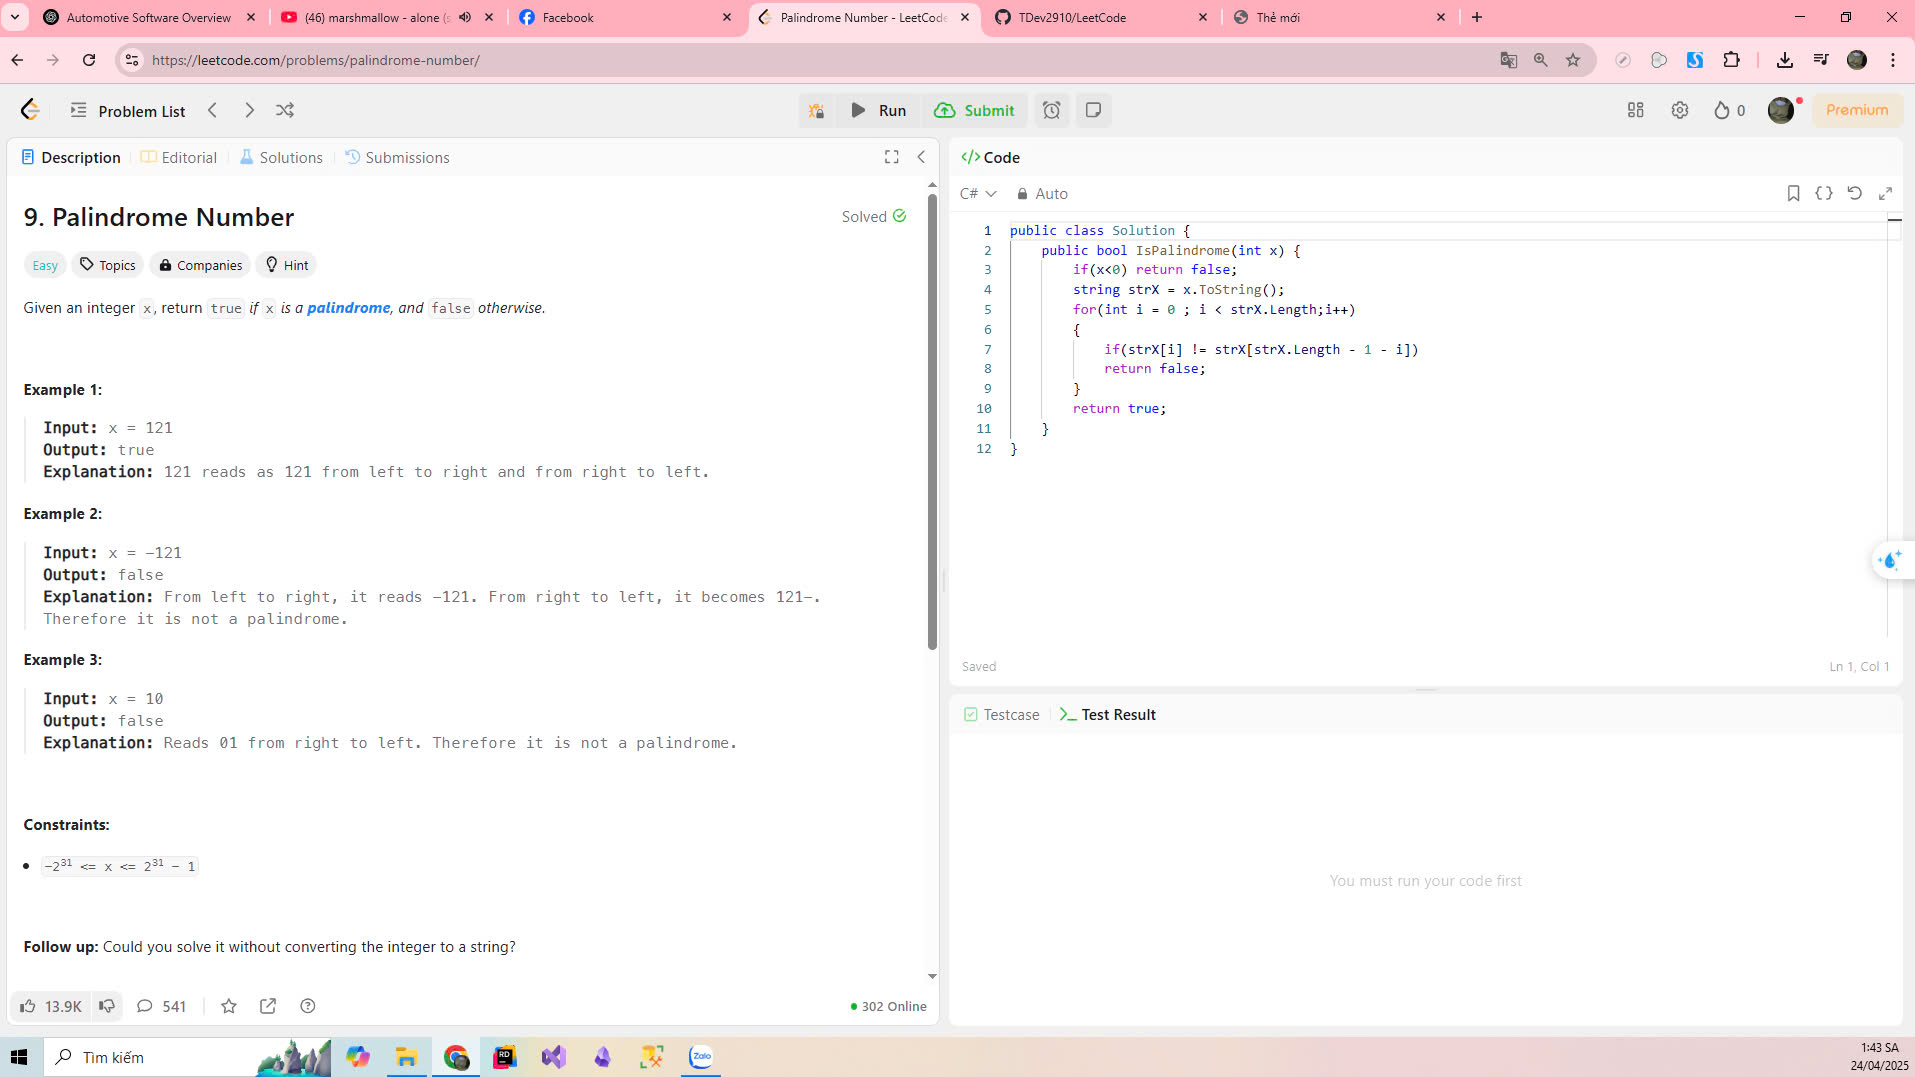 Automotive Software Overview
(46) marshmallow - alone (s
Facebook
Palindrome Number - LeetCode
TDev2910/LeetCode
Thẻ mới
https://leetcode.com/problems/palindrome-number/
Problem List
Run
Submit
0
Premium
Description
Editorial
Solutions
Submissions
9. Palindrome Number
Solved
Easy
Topics
Companies
Hint
Given an integer x, return true if x is a palindrome, and false otherwise.
Example 1:
Input: x = 121
Output: true
Explanation: 121 reads as 121 from left to right and from right to left.
Example 2:
Input: x = -121
Output: false
Explanation: From left to right, it reads -121. From right to left, it becomes 121-.
Therefore it is not a palindrome.
Example 3:
Input: x = 10
Output: false
Explanation: Reads 01 from right to left. Therefore it is not a palindrome.
Constraints:
-2³¹ <= x <= 2³¹ - 1
Follow up: Could you solve it without converting the integer to a string?
13.9K
541
302 Online
</> Code
C#
Auto
1 public class Solution {
2     public bool IsPalindrome(int x) {
3         if(x<0) return false;
4         string strX = x.ToString();
5         for(int i = 0 ; i < strX.Length;i++)
6         {
7             if(strX[i] != strX[strX.Length - 1 - i])
8             return false;
9         }
10         return true;
11     }
12 }
Saved
Ln 1, Col 1
Testcase
>_ Test Result
You must run your code first
Tìm kiếm
RD
Zalo
1:43 SA
24/04/2025